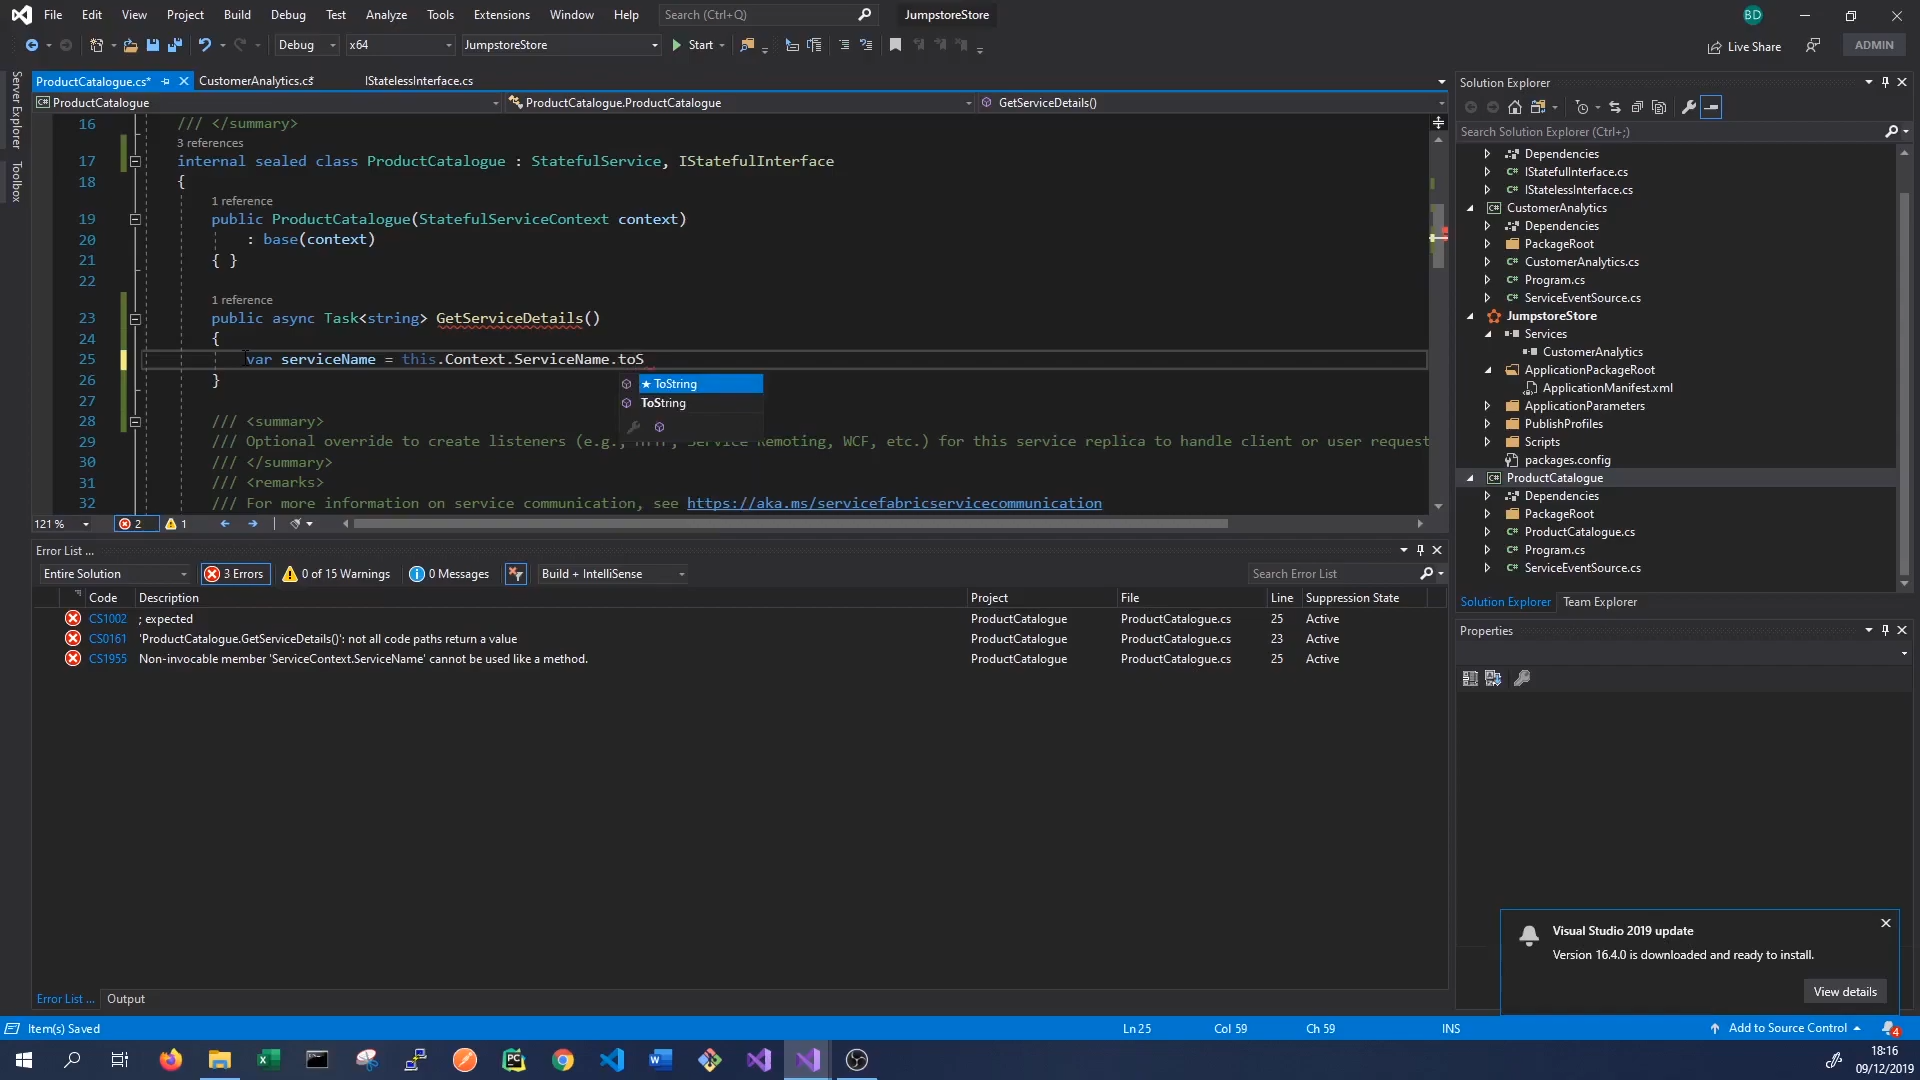 File Edit View Project Build Debug Test Analyze Tools Extensions Window Help Search (Ctrl+Q) JumpstoreStore BD
Debug x64 JumpstoreStore Start Live Share ADMIN
Server Explorer
Toolbox
ProductCatalogue.cs* CustomerAnalytics.cs* IStatelessInterface.cs
ProductCatalogue ProductCatalogue.ProductCatalogue GetServiceDetails()
16 /// </summary>
3 references
17 internal sealed class ProductCatalogue : StatefulService, IStatefulInterface
18 {
1 reference
19 public ProductCatalogue(StatefulServiceContext context)
20 : base(context)
21 { }
22
1 reference
23 public async Task<string> GetServiceDetails()
24 {
25 var serviceName = this.Context.ServiceName.toS
26 }
27
★ ToString
ToString
28 /// <summary>
29 /// Optional override to create listeners (e.g., HTTP, Service Remoting, WCF, etc.) for this service replica to handle client or user request
30 /// </summary>
31 /// <remarks>
32 /// For more information on service communication, see https://aka.ms/servicefabricservicecommunication
121 % 2 1
Error List ...
Entire Solution 3 Errors 0 of 15 Warnings 0 Messages Build + IntelliSense Search Error List
Code Description Project File Line Suppression State
CS1002 ; expected ProductCatalogue ProductCatalogue.cs 25 Active
CS0161 'ProductCatalogue.GetServiceDetails()': not all code paths return a value ProductCatalogue ProductCatalogue.cs 23 Active
CS1955 Non-invocable member 'ServiceContext.ServiceName' cannot be used like a method. ProductCatalogue ProductCatalogue.cs 25 Active
Error List ... Output
Solution Explorer
Search Solution Explorer (Ctrl+;)
Dependencies
IStatefulInterface.cs
IStatelessInterface.cs
C# CustomerAnalytics
Dependencies
PackageRoot
C# CustomerAnalytics.cs
C# Program.cs
C# ServiceEventSource.cs
JumpstoreStore
Services
CustomerAnalytics
ApplicationPackageRoot
ApplicationManifest.xml
ApplicationParameters
PublishProfiles
Scripts
packages.config
C# ProductCatalogue
Dependencies
PackageRoot
C# ProductCatalogue.cs
C# Program.cs
C# ServiceEventSource.cs
Solution Explorer Team Explorer
Properties
Visual Studio 2019 update
Version 16.4.0 is downloaded and ready to install.
View details
Item(s) Saved Ln 25 Col 59 Ch 59 INS Add to Source Control 4
18:16
09/12/2019